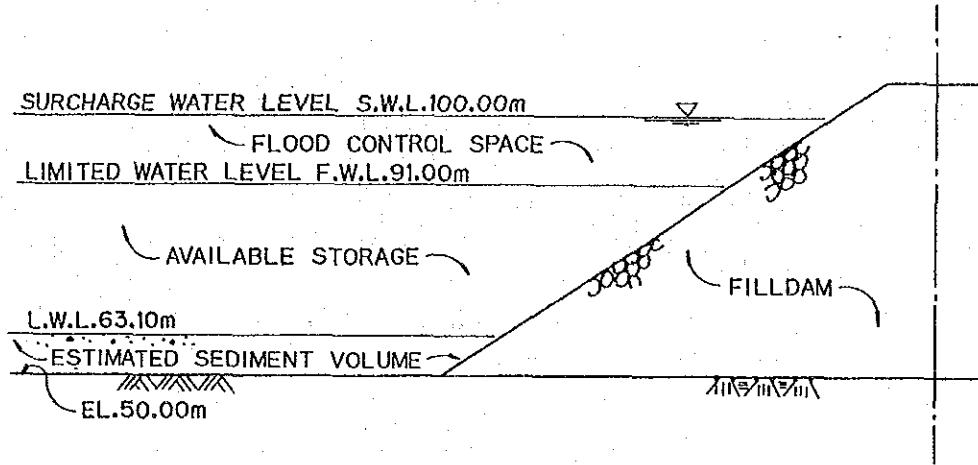 SURCHARGE WATER LEVEL S.W.L.100.00m
FLOOD CONTROL SPACE
LIMITED WATER LEVEL F.W.L.91.00m
AVAILABLE STORAGE
FILLDAM
L.W.L.63.10m
ESTIMATED SEDIMENT VOLUME
EL.50.00m